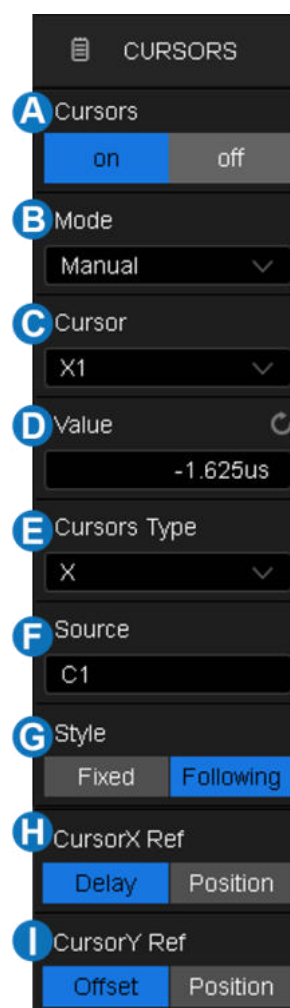 CURSORS
A Cursors
on off
B Mode
Manual
C Cursor
X1
D Value
-1.625us
E Cursors Type
X
F Source
C1
G Style
Fixed Following
H CursorX Ref
Delay Position
I CursorY Ref
Offset Position